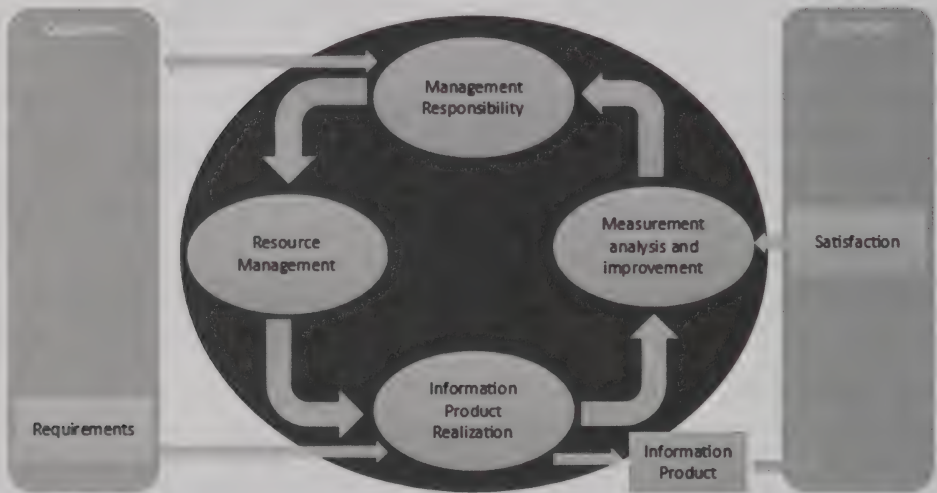 Management
Responsibility
Resource
Management
Measurement
analysis and
improvement
Satisfaction
Information
Product
Realization
Requirements
Information
Product